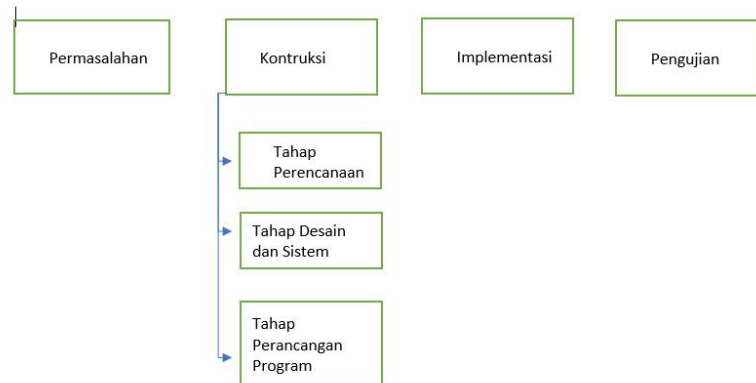 Permasalahan
Kontruksi
Implementasi
Pengujian
Tahap
Perencanaan
Tahap Desain
dan Sistem
Tahap
Perancangan
Program